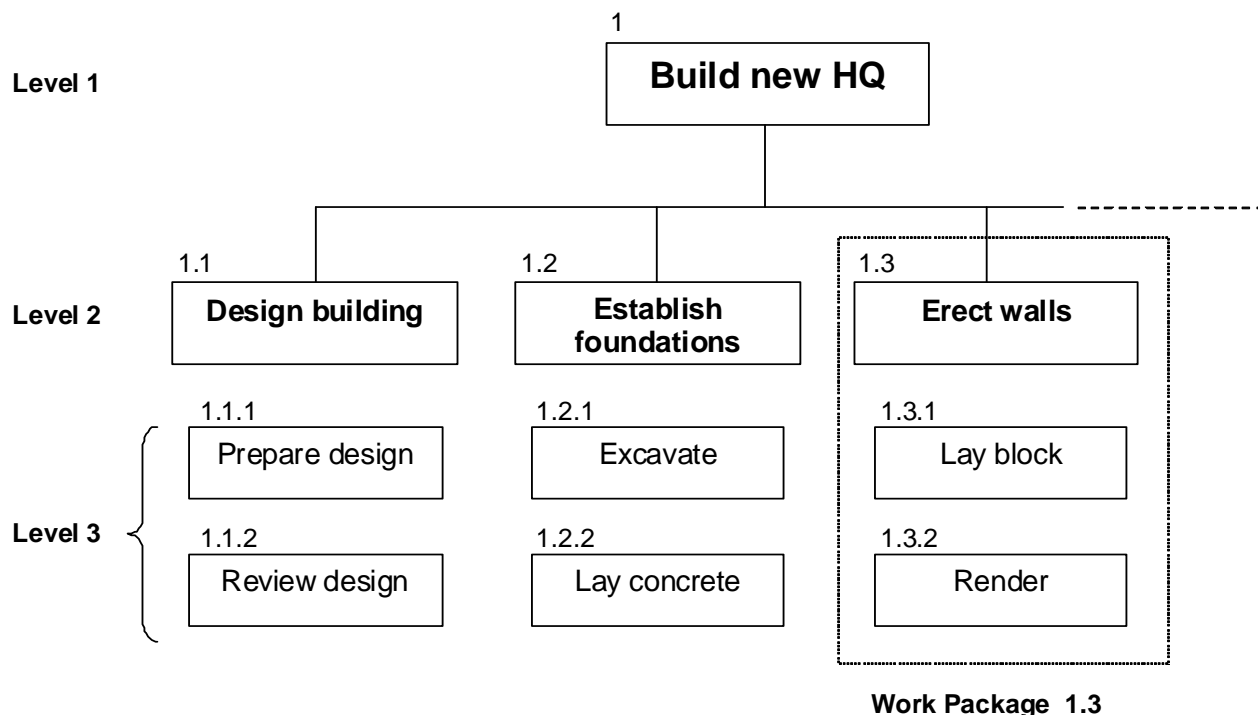 1
Level 1
Build new HQ
1.1
1.2
1.3
Level 2
Design building
Establish
foundations
Erect walls
1.1.1
1.2.1
1.3.1
Prepare design
Excavate
Lay block
Level 3
1.1.2
1.2.2
1.3.2
Review design
Lay concrete
Render
Work Package 1.3